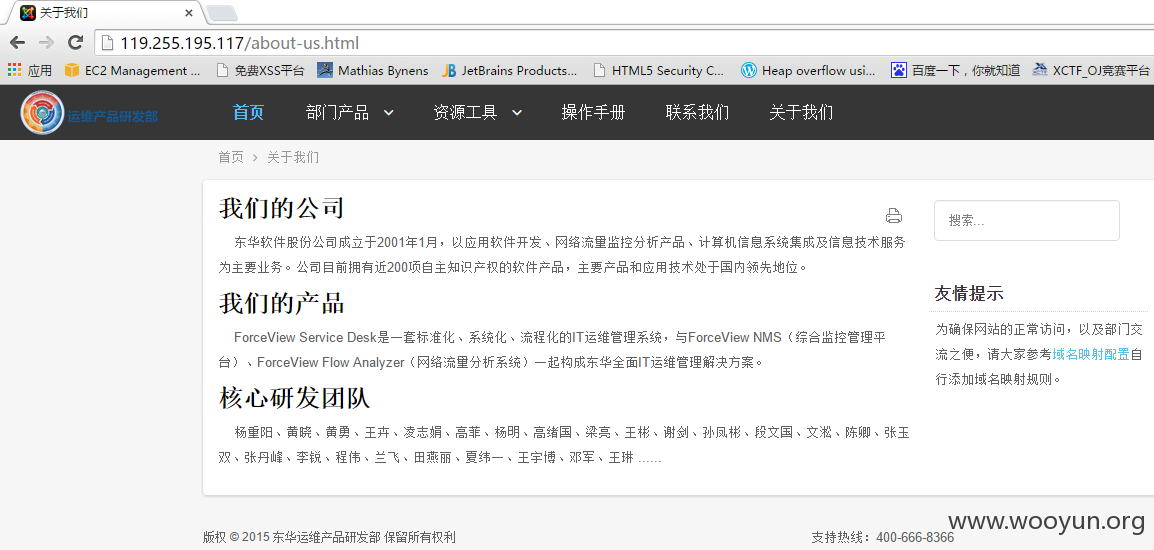 关于我们
119.255.195.117/about-us.html
应用 EC2 Management ... 免费XSS平台 Mathias Bynens JetBrains Products... HTML5 Security C... Heap overflow usi... 百度一下，你就知道 XCTF_OJ竞赛平台
运维产品研发部 首页 部门产品 资源工具 操作手册 联系我们 关于我们
首页 > 关于我们
我们的公司
搜索...
东华软件股份公司成立于2001年1月，以应用软件开发、网络流量监控分析产品、计算机信息系统集成及信息技术服务
为主要业务。公司目前拥有近200项自主知识产权的软件产品，主要产品和应用技术处于国内领先地位。
我们的产品
ForceView Service Desk是一套标准化、系统化、流程化的IT运维管理系统，与ForceView NMS（综合监控管理平
台）、ForceView Flow Analyzer（网络流量分析系统）一起构成东华全面IT运维管理解决方案。
核心研发团队
杨重阳、黄晓、黄勇、王卉、凌志娟、高菲、杨明、高绪国、梁亮、王彬、谢剑、孙凤彬、段文国、文淞、陈卿、张玉
双、张丹峰、李锐、程伟、兰飞、田燕丽、夏纬一、王宇博、邓军、王琳 ......
友情提示
为确保网站的正常访问，以及部门交
流之便，请大家参考域名映射配置自
行添加域名映射规则。
版权 © 2015 东华运维产品研发部 保留所有权利
支持热线：400-666-8366
www.wooyun.org